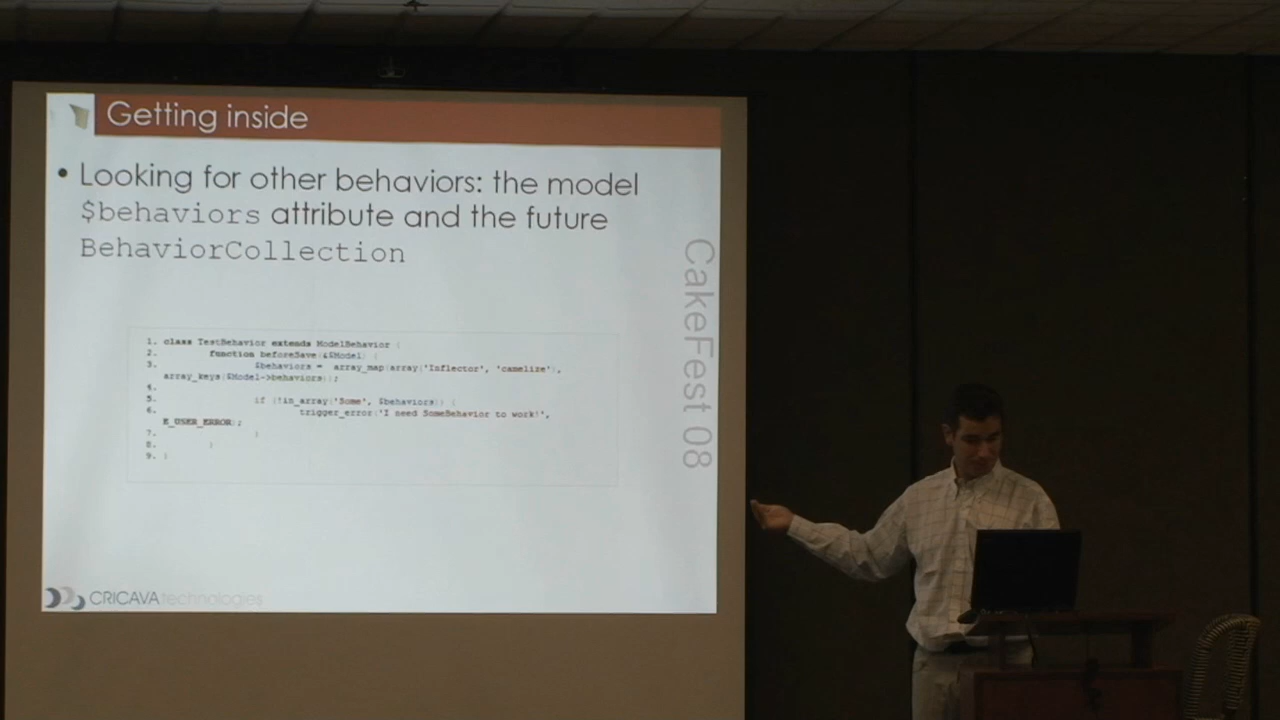 Getting inside
• Looking for other behaviors: the model
$behaviors attribute and the future
BehaviorCollection
1. class TestBehavior extends ModelBehavior {
2. function beforeSave(&$Model) {
3. $behaviors = array_map(array('Inflector', 'camelize'),
array_keys($Model->behaviors));
4.
5. if (!in_array('Some', $behaviors)) {
6. trigger_error('I need SomeBehavior to work!',
E_USER_ERROR);
7. }
8. }
9. }
CakeFest 08
CRICAVAtechnologies